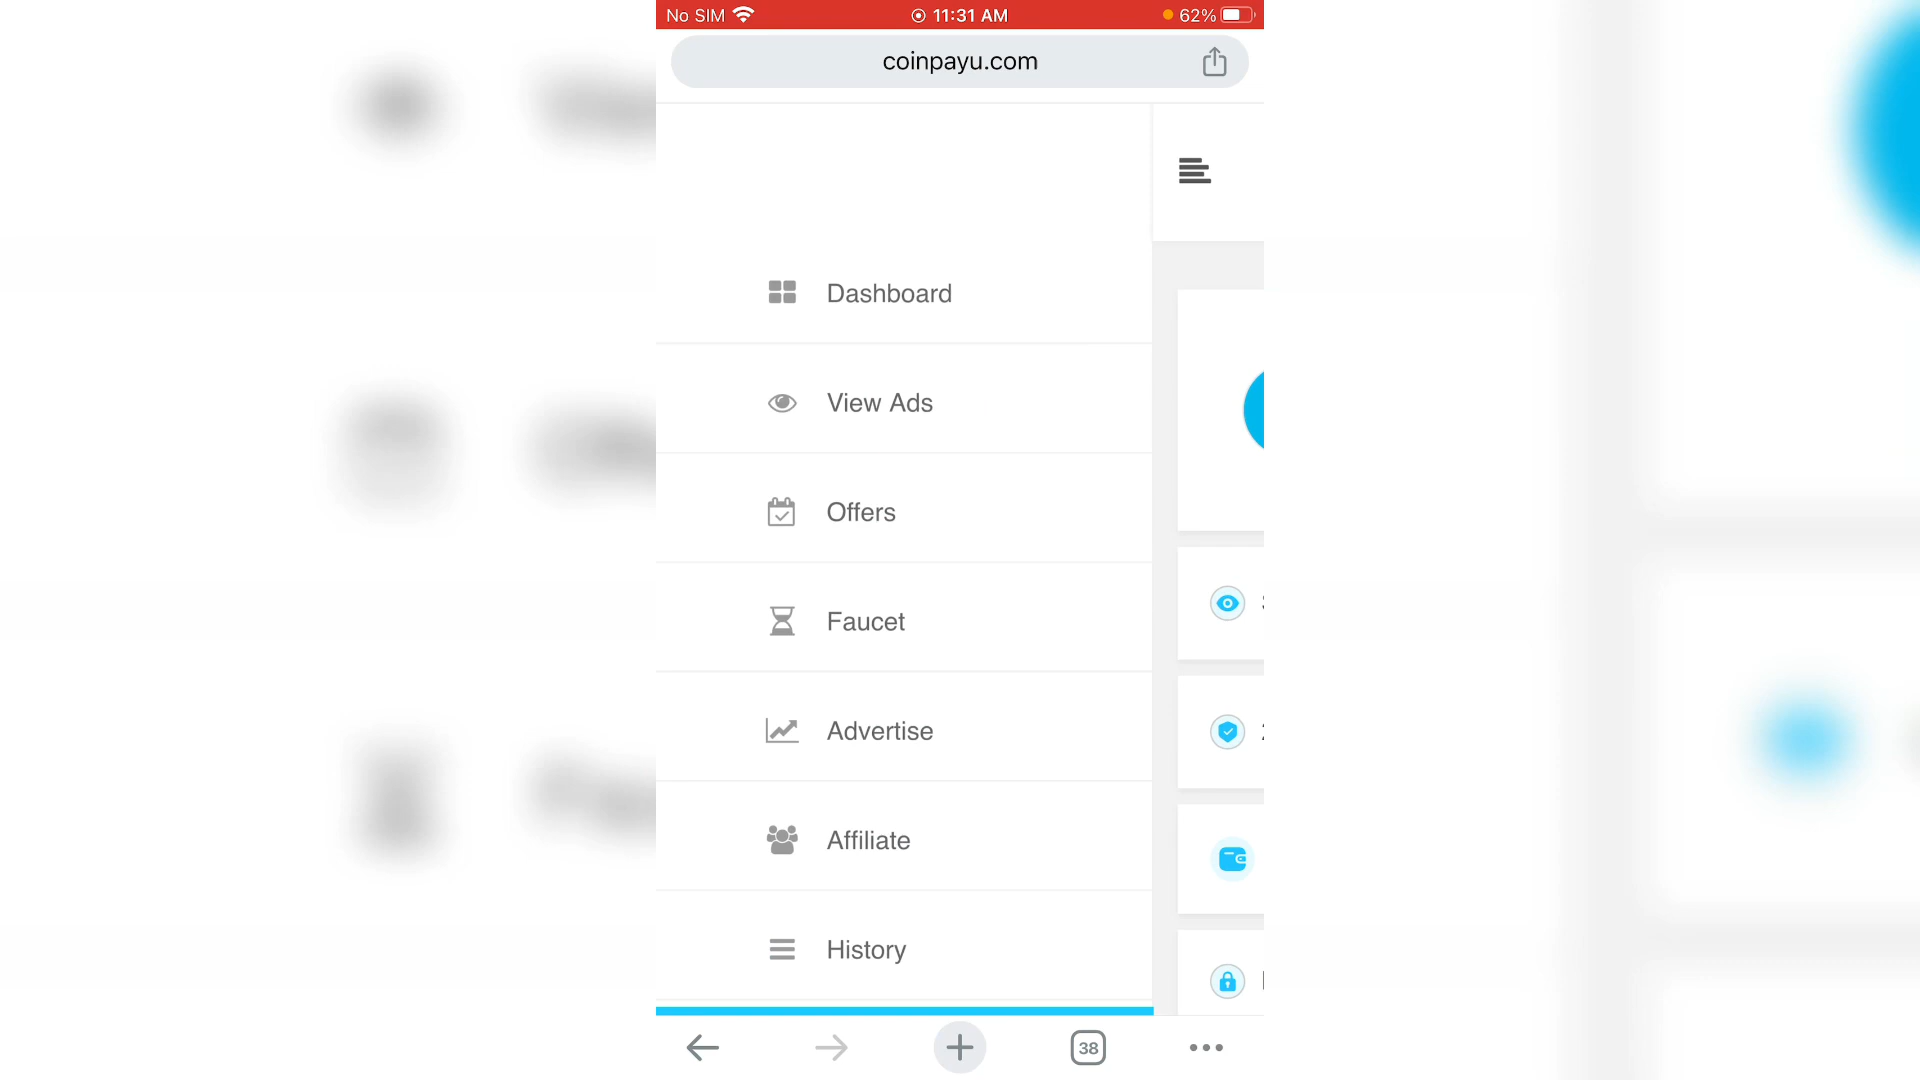 No SIM 11:31 AM 62%
coinpayu.com
Dashboard
View Ads
Offers
Faucet
Advertise
Affiliate
History
38